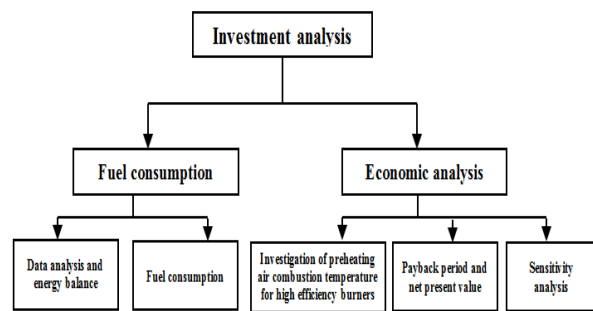 Investment analysis
Fuel consumption
Economic analysis
Data analysis and
energy balance
Fuel consumption
Investigation of preheating
air combustion temperature
for high efficiency burners
Payback period and
net present value
Sensitivity
analysis